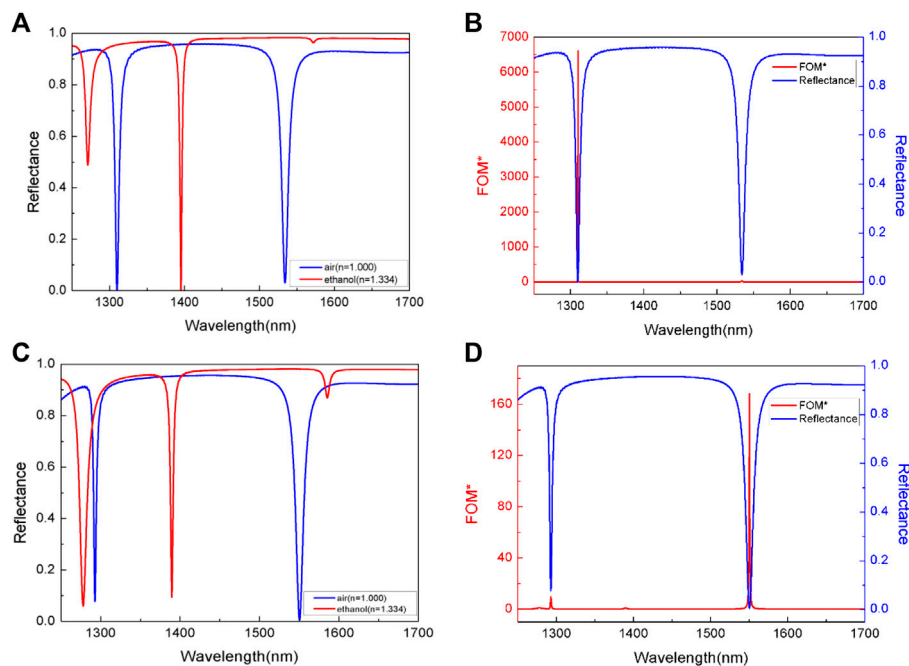 A
1.0
0.8
0.6
0.4
0.2
0.0
Reflectance
1300 1400 1500 1600 1700
Wavelength(nm)
air(n=1.000)
ethanol(n=1.334)
B
7000
6000
5000
4000
3000
2000
1000
0
FOM*
FOM*
Reflectance
1.0
0.8
0.6
0.4
0.2
0.0
Reflectance
1300 1400 1500 1600 1700
Wavelength(nm)
C
1.0
0.8
0.6
0.4
0.2
0.0
Reflectance
1300 1400 1500 1600 1700
Wavelength(nm)
air(n=1.000)
ethanol(n=1.334)
D
160
120
80
40
0
FOM*
FOM*
Reflectance
1.0
0.8
0.6
0.4
0.2
0.0
Reflectance
1300 1400 1500 1600 1700
Wavelength(nm)